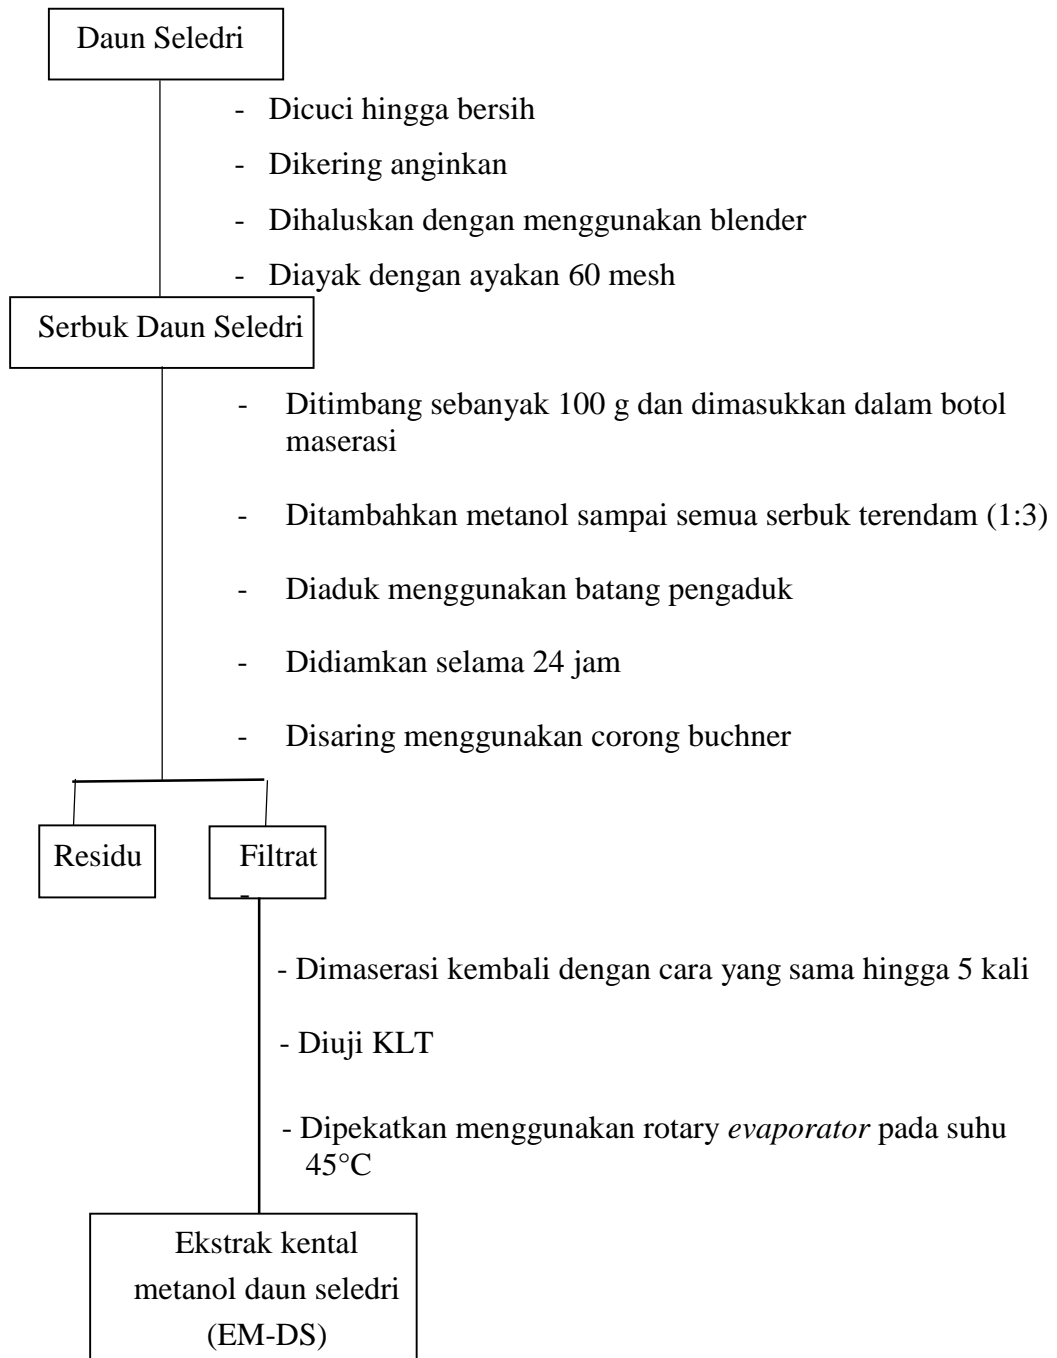 Daun Seledri
- Dicuci hingga bersih
- Dikering anginkan
- Dihaluskan dengan menggunakan blender
- Diayak dengan ayakan 60 mesh
Serbuk Daun Seledri
- Ditimbang sebanyak 100 g dan dimasukkan dalam botol
maserasi
- Ditambahkan metanol sampai semua serbuk terendam (1:3)
- Diaduk menggunakan batang pengaduk
- Didiamkan selama 24 jam
- Disaring menggunakan corong buchner
Residu
Filtrat
-
- Dimaserasi kembali dengan cara yang sama hingga 5 kali
- Diuji KLT
- Dipekatkan menggunakan rotary evaporator pada suhu
45°C
Ekstrak kental
metanol daun seledri
(EM-DS)